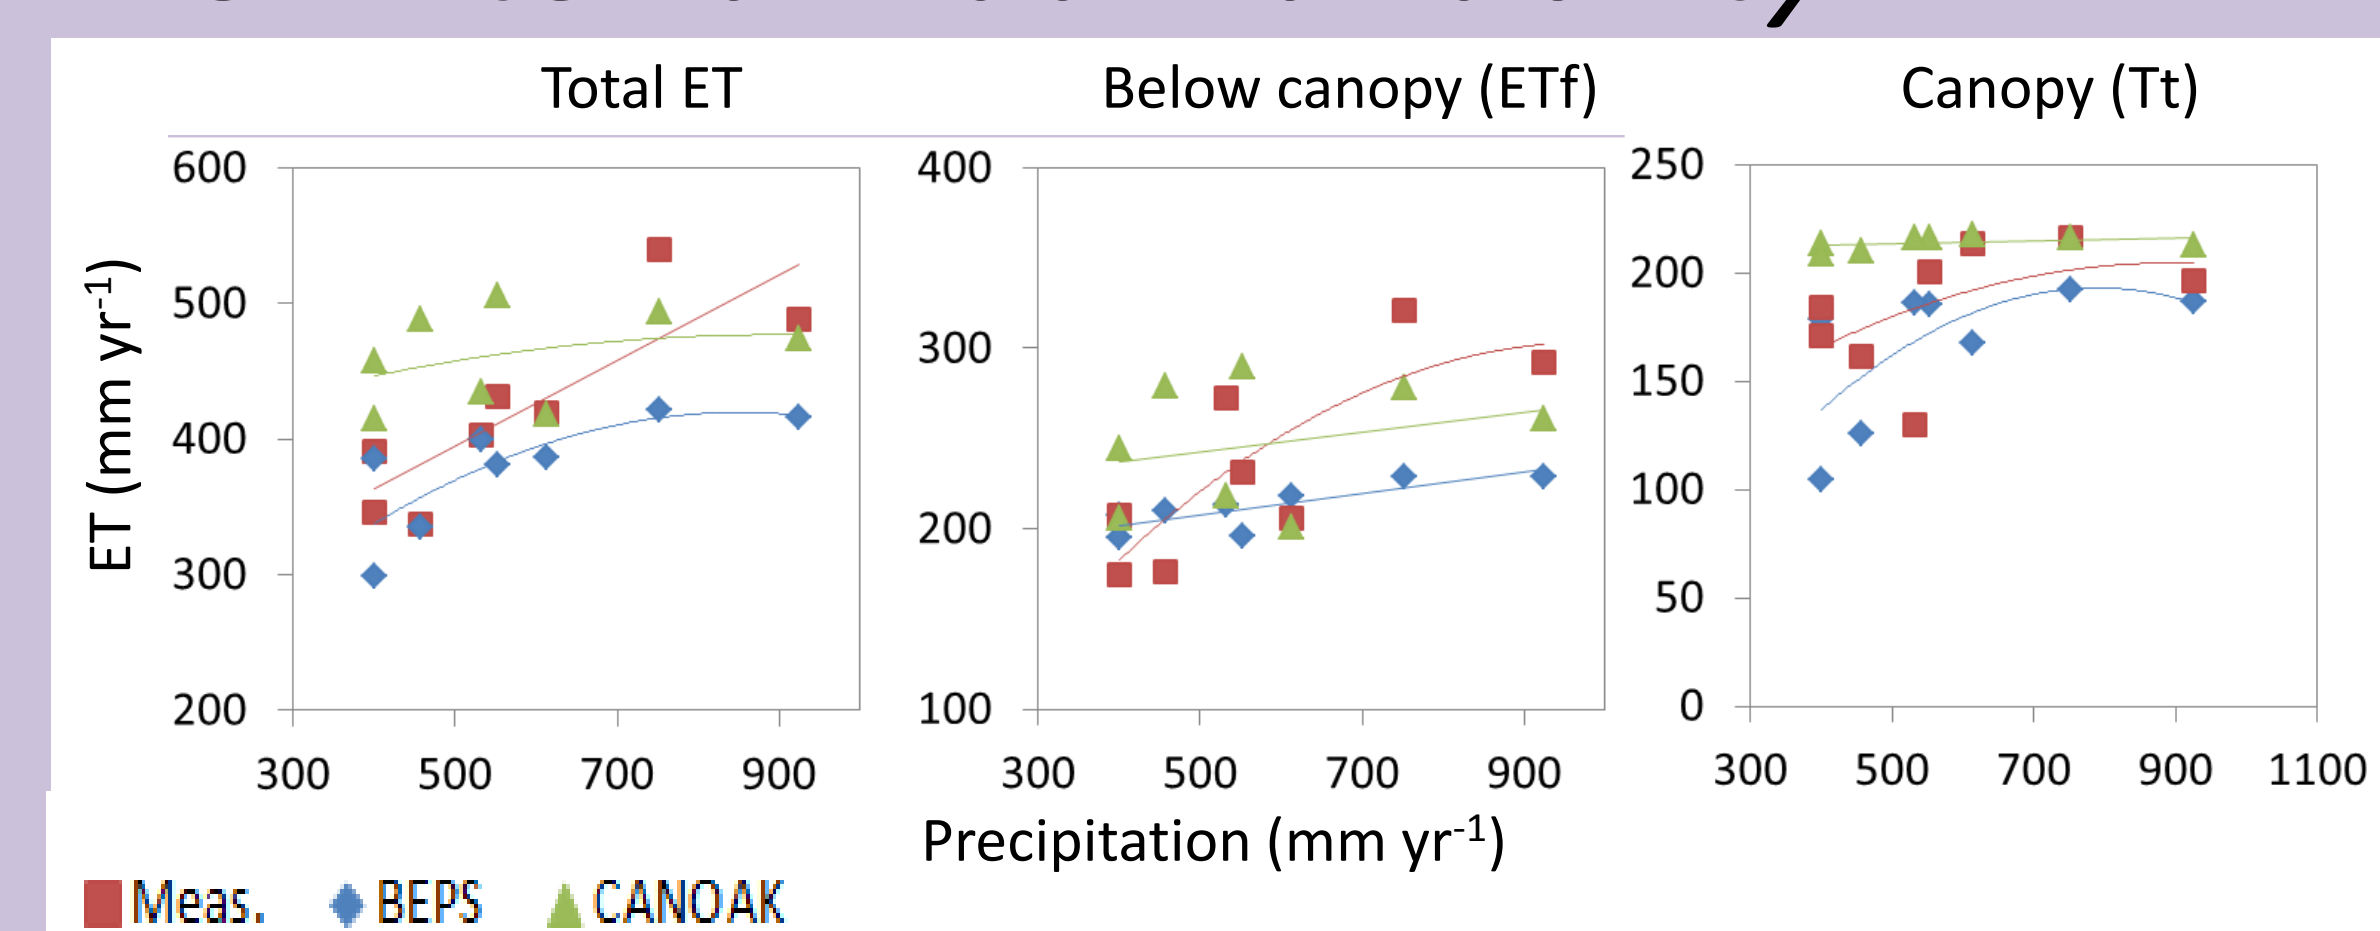 Total ET
Below canopy (ETf)
Canopy (Tt)
ET (mm yr-1)
600
500
400
300
200
300 500 700 900
400
300
200
100
300 500 700 900
250
200
150
100
50
0
300 500 700 900 1100
Precipitation (mm yr-1)
Meas. BEPS CANOAK